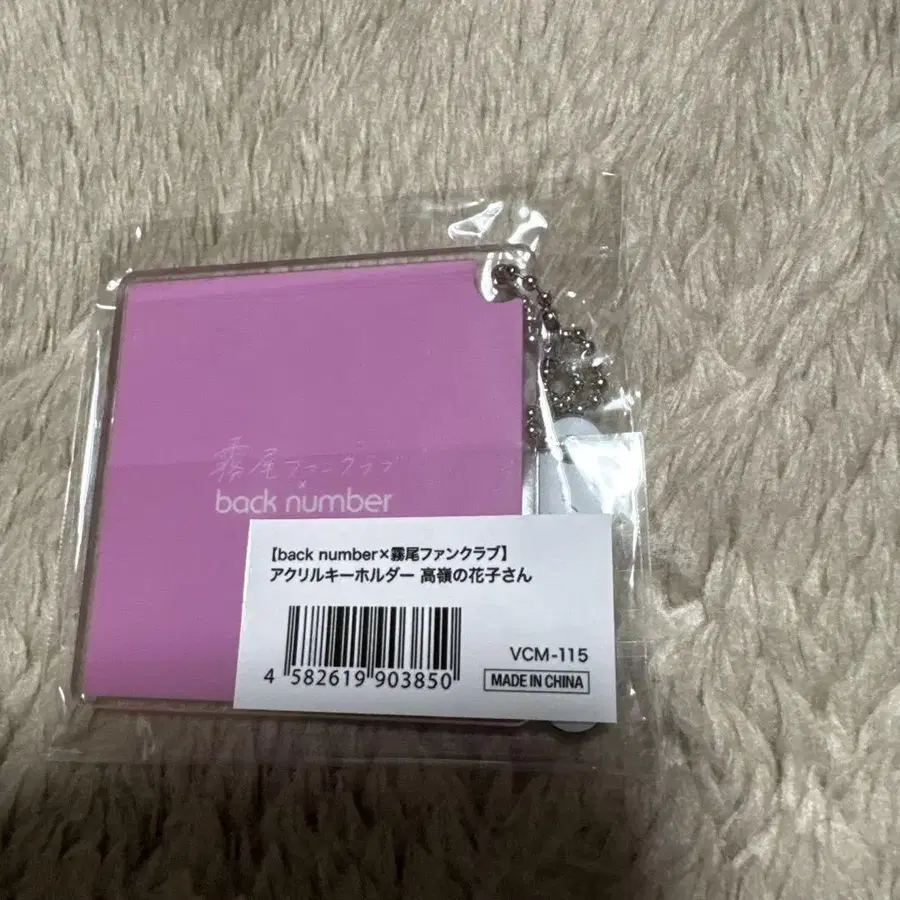 霧尾ファンクラブ
×
back number
【back number×霧尾ファンクラブ】
アクリルキーホルダー 高嶺の花子さん
4 582619 903850
VCM-115
MADE IN CHINA